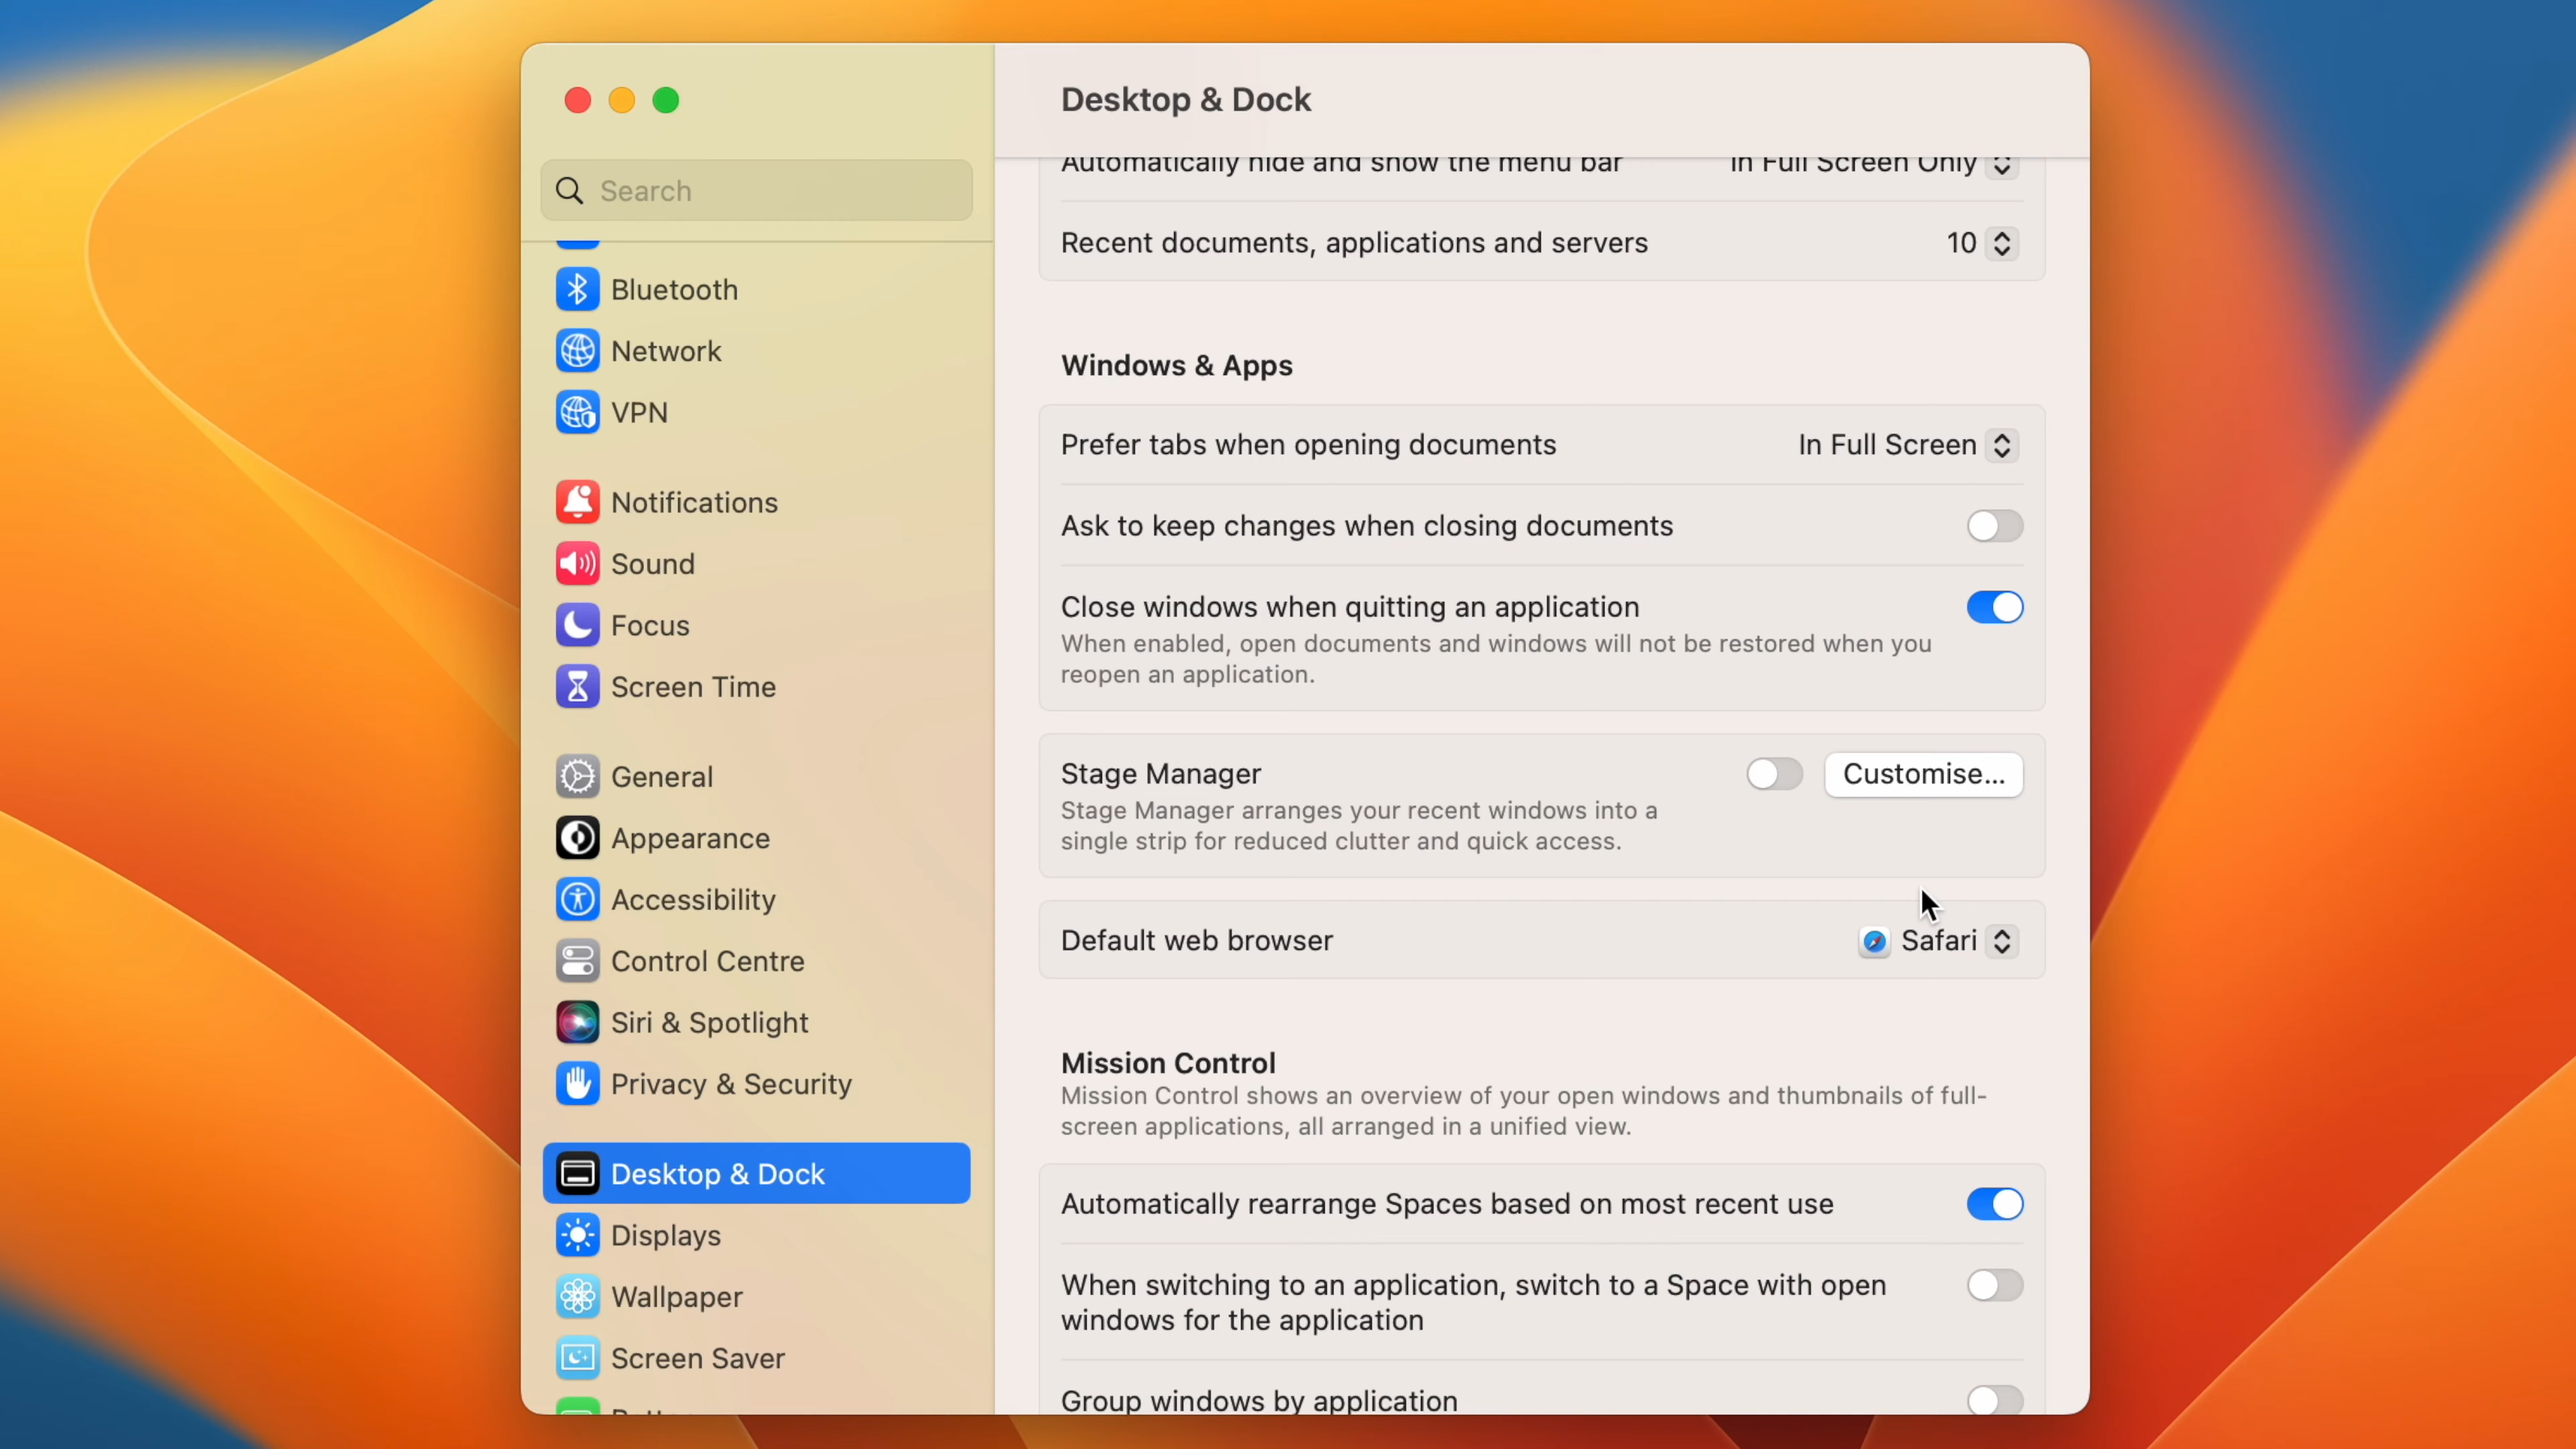 Search
Bluetooth
Network
VPN
Notifications
Sound
Focus
Screen Time
General
Appearance
Accessibility
Control Centre
Siri & Spotlight
Privacy & Security
Desktop & Dock
Displays
Wallpaper
Screen Saver
Desktop & Dock
Automatically hide and show the menu bar In Full Screen Only
Recent documents, applications and servers 10
Windows & Apps
Prefer tabs when opening documents In Full Screen
Ask to keep changes when closing documents
Close windows when quitting an application
When enabled, open documents and windows will not be restored when you
reopen an application.
Stage Manager Customise...
Stage Manager arranges your recent windows into a
single strip for reduced clutter and quick access.
Default web browser Safari
Mission Control
Mission Control shows an overview of your open windows and thumbnails of full-
screen applications, all arranged in a unified view.
Automatically rearrange Spaces based on most recent use
When switching to an application, switch to a Space with open
windows for the application
Group windows by application